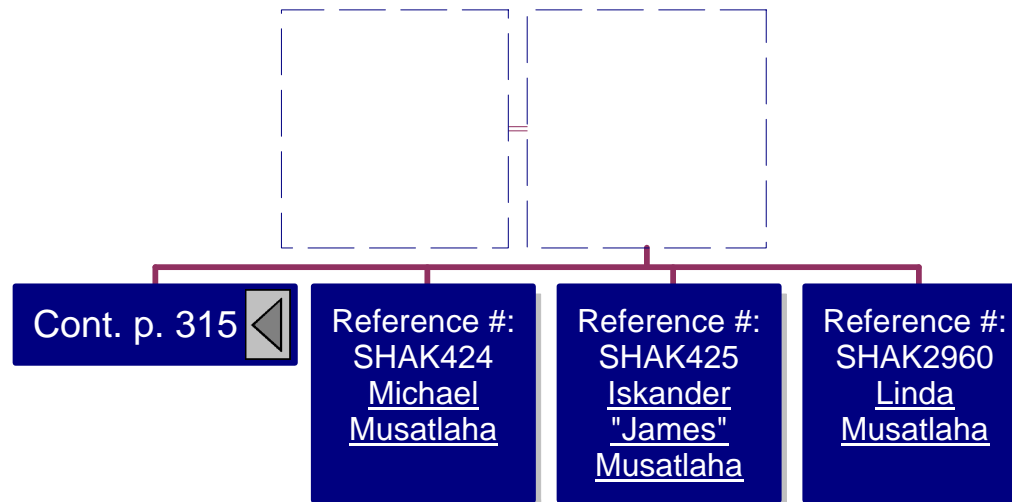 Cont. p. 315
Reference #:
SHAK424
Michael
Musatlaha
Reference #:
SHAK425
Iskander
"James"
Musatlaha
Reference #:
SHAK2960
Linda
Musatlaha